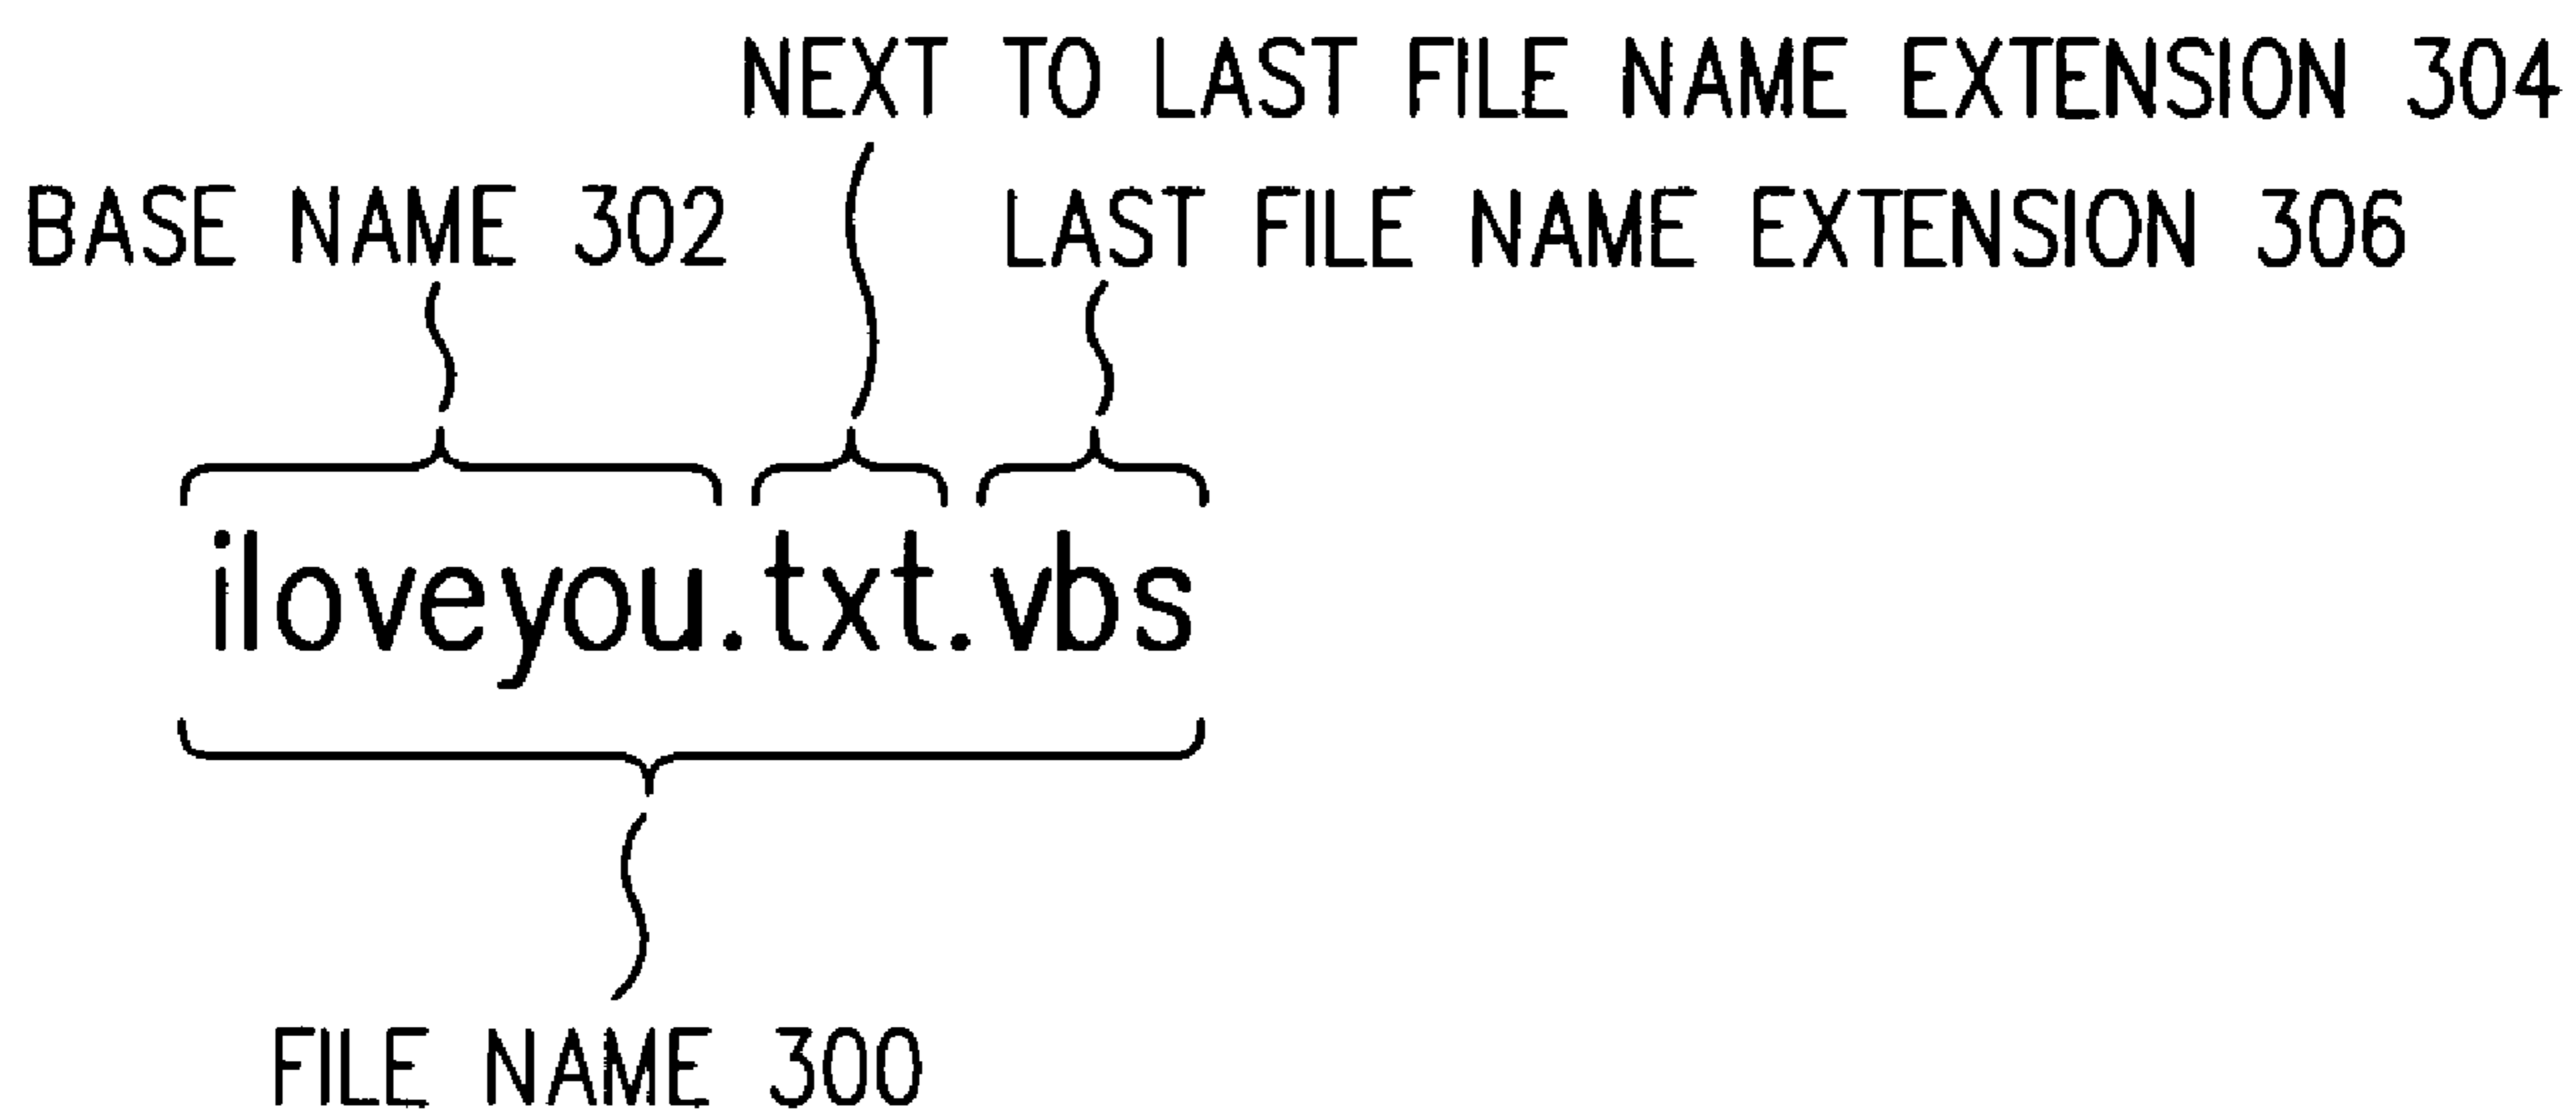 NEXT TO LAST FILE NAME EXTENSION 304
BASE NAME 302
LAST FILE NAME EXTENSION 306
iloveyou.txt.vbs
FILE NAME 300